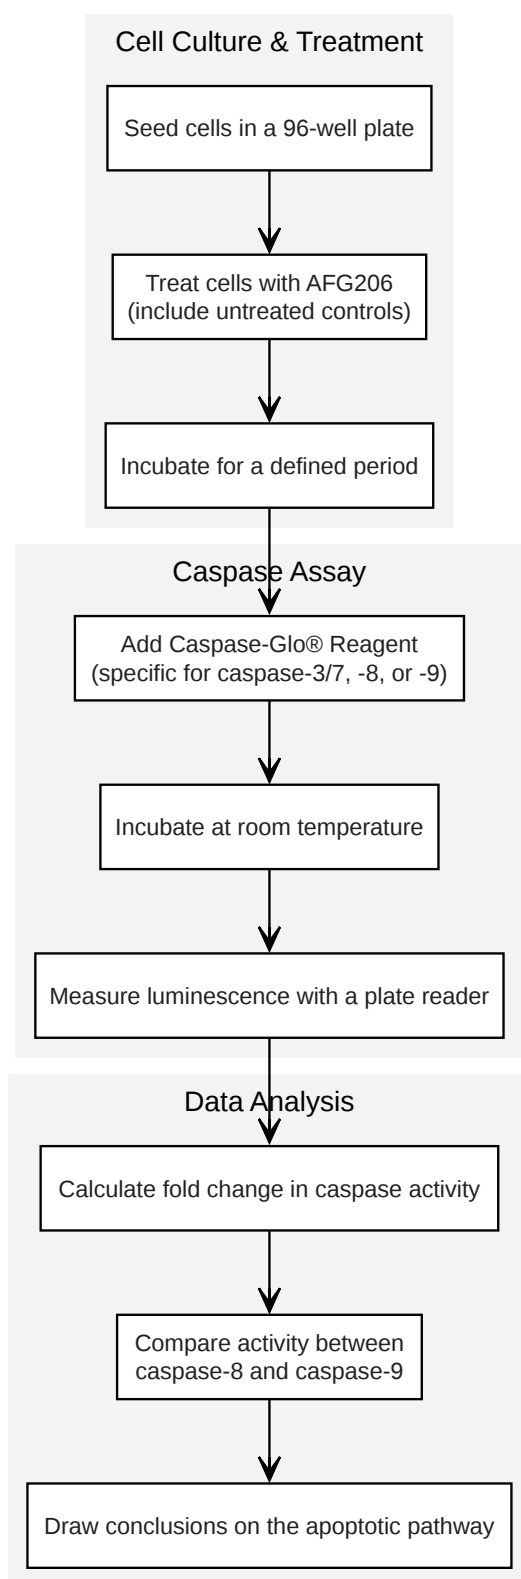 Cell Culture & Treatment
Seed cells in a 96-well plate
Treat cells with AFG206
(include untreated controls)
Incubate for a defined period
Caspase Assay
Add Caspase-Glo® Reagent
(specific for caspase-3/7, -8, or -9)
Incubate at room temperature
Measure luminescence with a plate reader
Data Analysis
Calculate fold change in caspase activity
Compare activity between
caspase-8 and caspase-9
Draw conclusions on the apoptotic pathway